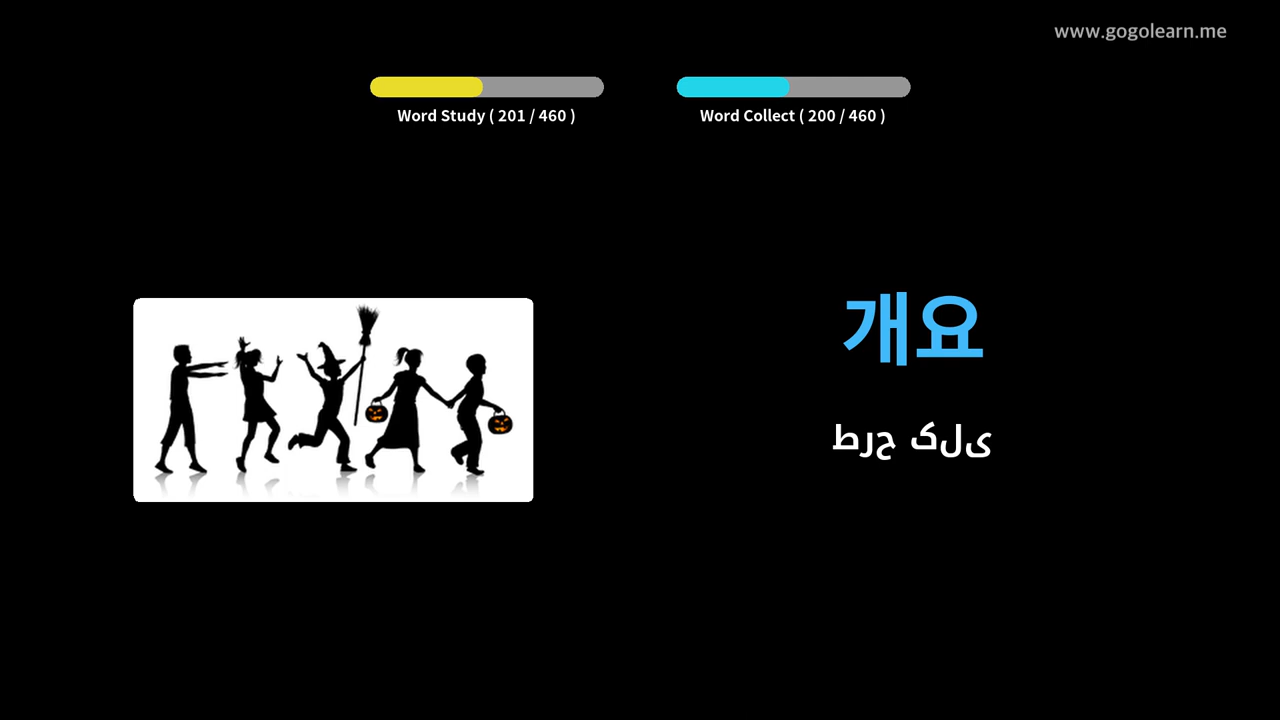 www.gogolearn.me
Word Study ( 201 / 460 )
Word Collect ( 200 / 460 )
개요
طرح کلی